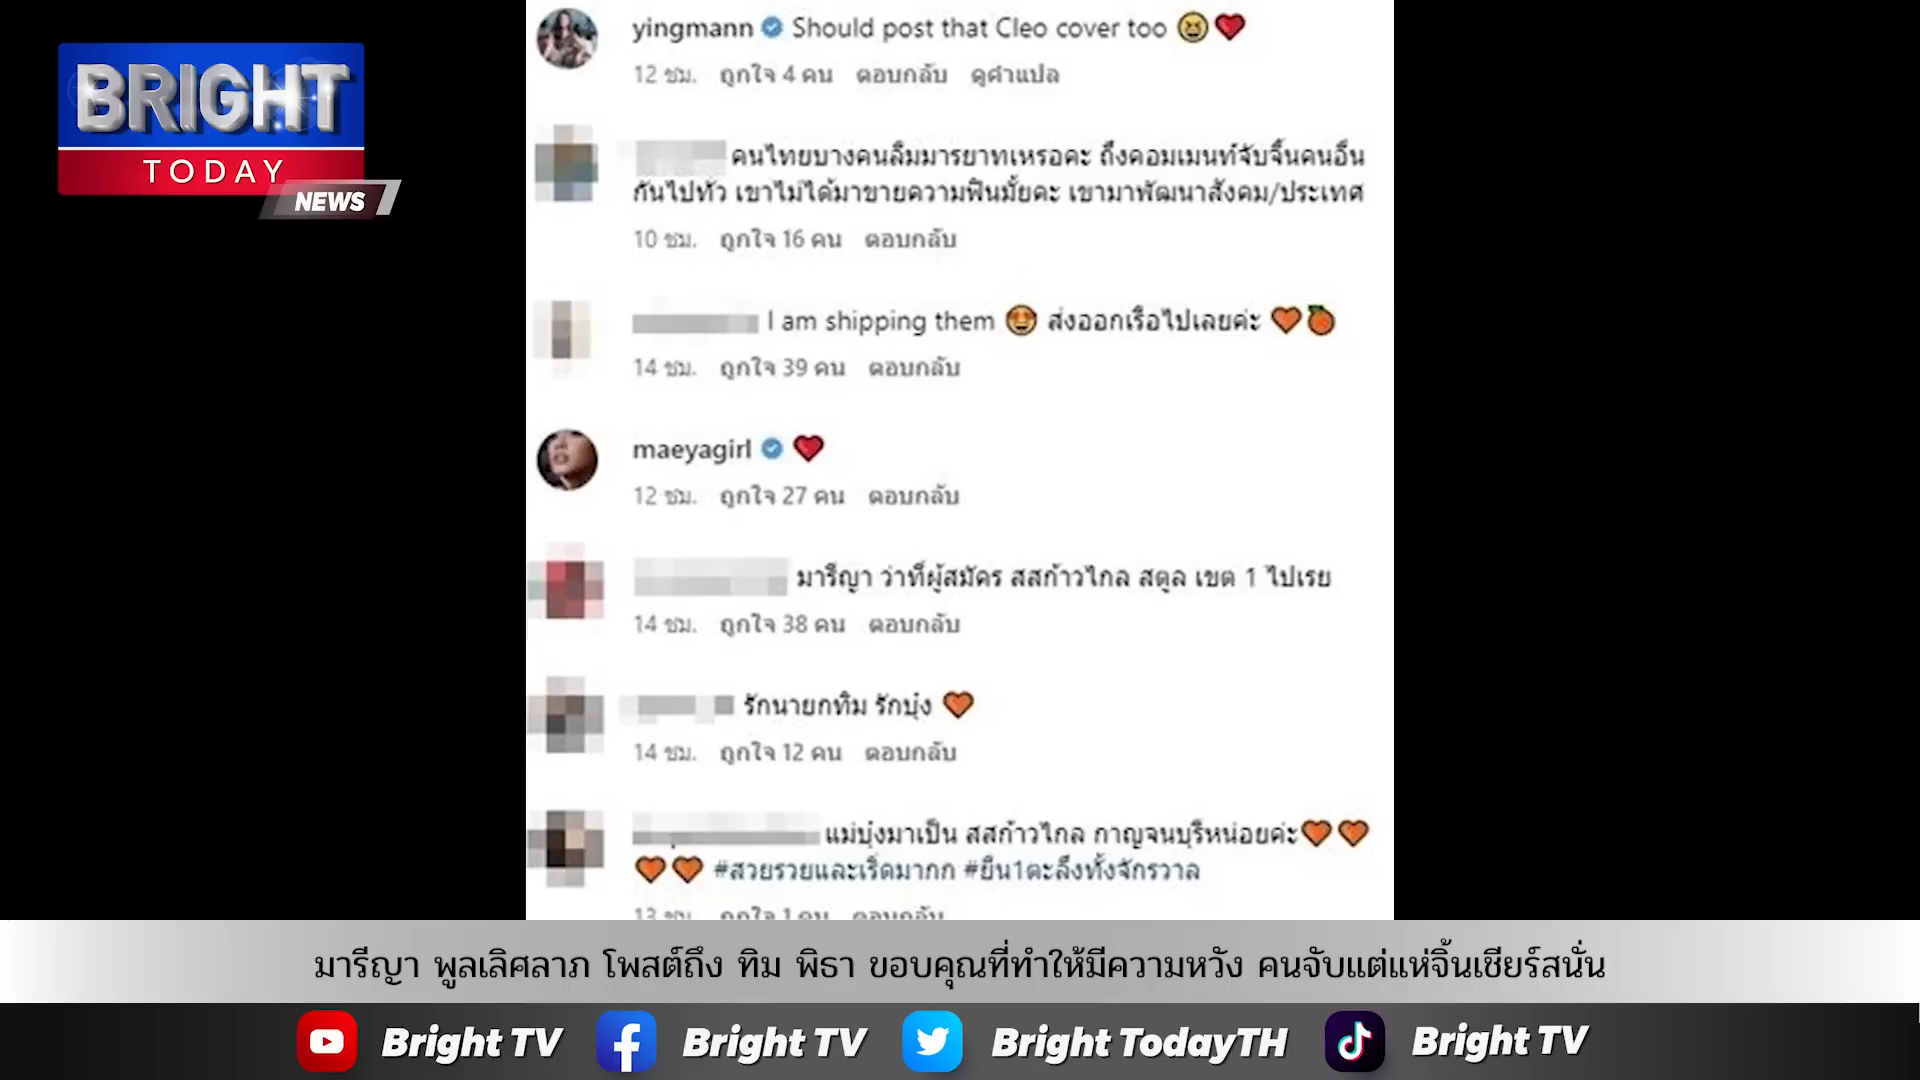 BRIGHT
TODAY
NEWS
yingmann Should post that Cleo cover too 😆❤️
12 ชม. ถูกใจ 4 คน ตอบกลับ ดูคำแปล
คนไทยบางคนลืมมารยาทเหรอคะ ถึงคอมเมนท์จับจิ้นคนอื่น
กันไปทั่ว เขาไม่ได้มาขายความฟินมั้ยคะ เขามาพัฒนาสังคม/ประเทศ
10 ชม. ถูกใจ 16 คน ตอบกลับ
I am shipping them 🤩 ส่งออกเรือไปเลยค่ะ 🧡🍊
14 ชม. ถูกใจ 39 คน ตอบกลับ
maeyagirl ❤️
12 ชม. ถูกใจ 27 คน ตอบกลับ
มารีญา ว่าที่ผู้สมัคร สสก้าวไกล สตูล เขต 1 ไปเรย
14 ชม. ถูกใจ 38 คน ตอบกลับ
รักนายกทิม รักบุ๋ง 🧡
14 ชม. ถูกใจ 12 คน ตอบกลับ
แม่บุ๋งมาเป็น สสก้าวไกล กาญจนบุรีหน่อยค่ะ🧡🧡
🧡🧡 #สวยรวยและเริ่ดมากก #ยืน1ตะลึงทั้งจักรวาล
13 ชม. ถูกใจ 1 คน ตอบกลับ
มารีญา พูลเลิศลาภ โพสต์ถึง ทิม พิธา ขอบคุณที่ทำให้มีความหวัง คนจับแต่แห่จิ้นเชียร์สนั่น
Bright TV Bright TV Bright TodayTH Bright TV